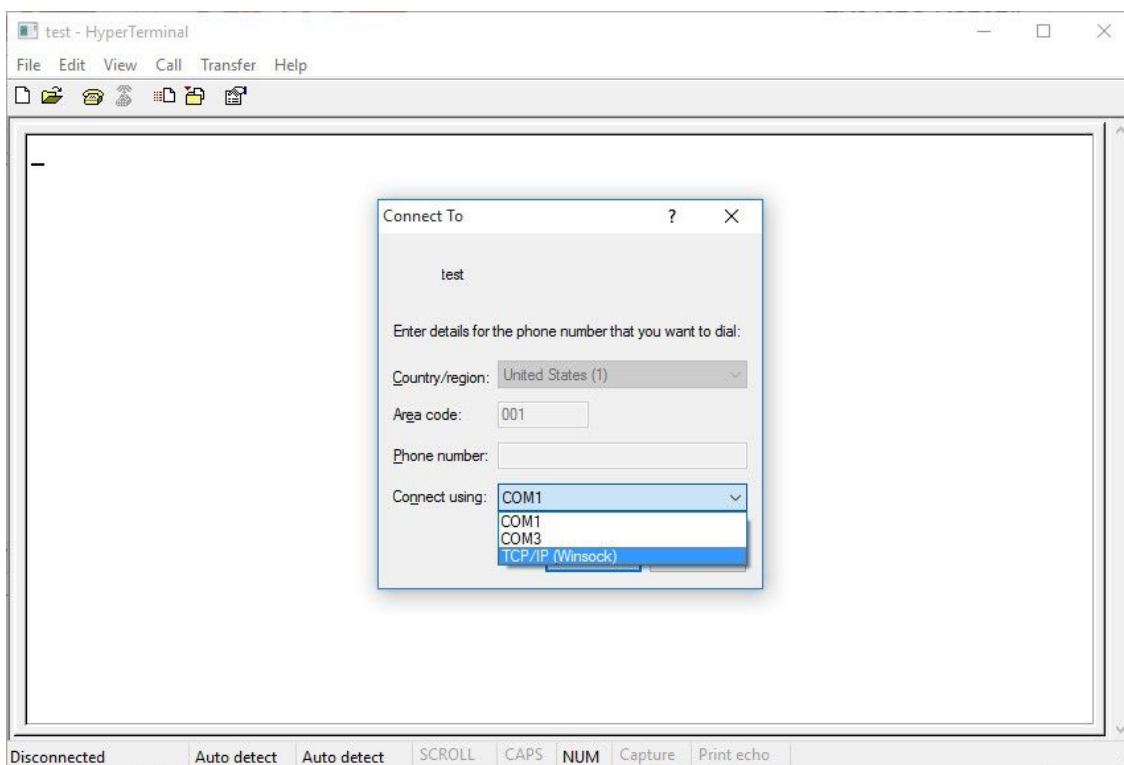 test - HyperTerminal
File Edit View Call Transfer Help
Connect To ?
test
Enter details for the phone number that you want to dial:
Country/region: United States (1)
Area code: 001
Phone number:
Connect using: COM1
COM1
COM3
TCP/IP (Winsock)
Disconnected Auto detect Auto detect SCROLL CAPS NUM Capture Print echo